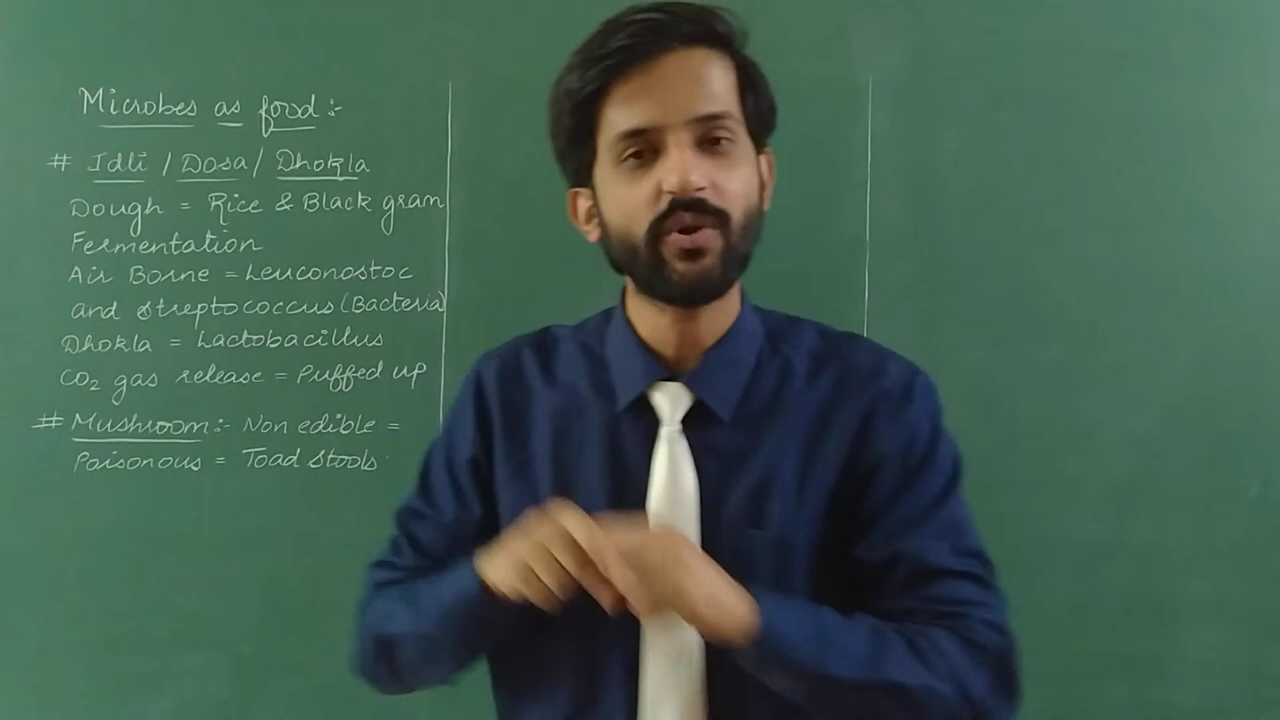 Microbes as food :-
# Idli / Dosa / Dhokla
Dough = Rice & Black gram
Fermentation
Air Borne = Leuconostoc
and Streptococcus (Bacteria)
Dhokla = Lactobacillus
CO₂ gas release = Puffed up
# Mushroom :- Non edible =
Poisonous = Toad Stools